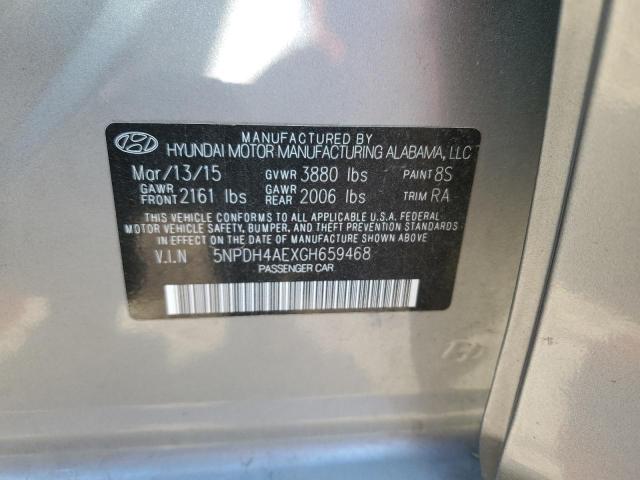 MANUFACTURED BY
HYUNDAI MOTOR MANUFACTURING ALABAMA, LLC
Mar/13/15 GVWR 3880 lbs PAINT 8S
GAWR FRONT 2161 lbs GAWR REAR 2006 lbs TRIM RA
THIS VEHICLE CONFORMS TO ALL APPLICABLE U.S.A. FEDERAL
MOTOR VEHICLE SAFETY, BUMPER, AND THEFT PREVENTION STANDARDS
IN EFFECT ON THE DATE OF MANUFACTURE SHOWN ABOVE.
V.I.N 5NPDH4AEXGH659468
PASSENGER CAR